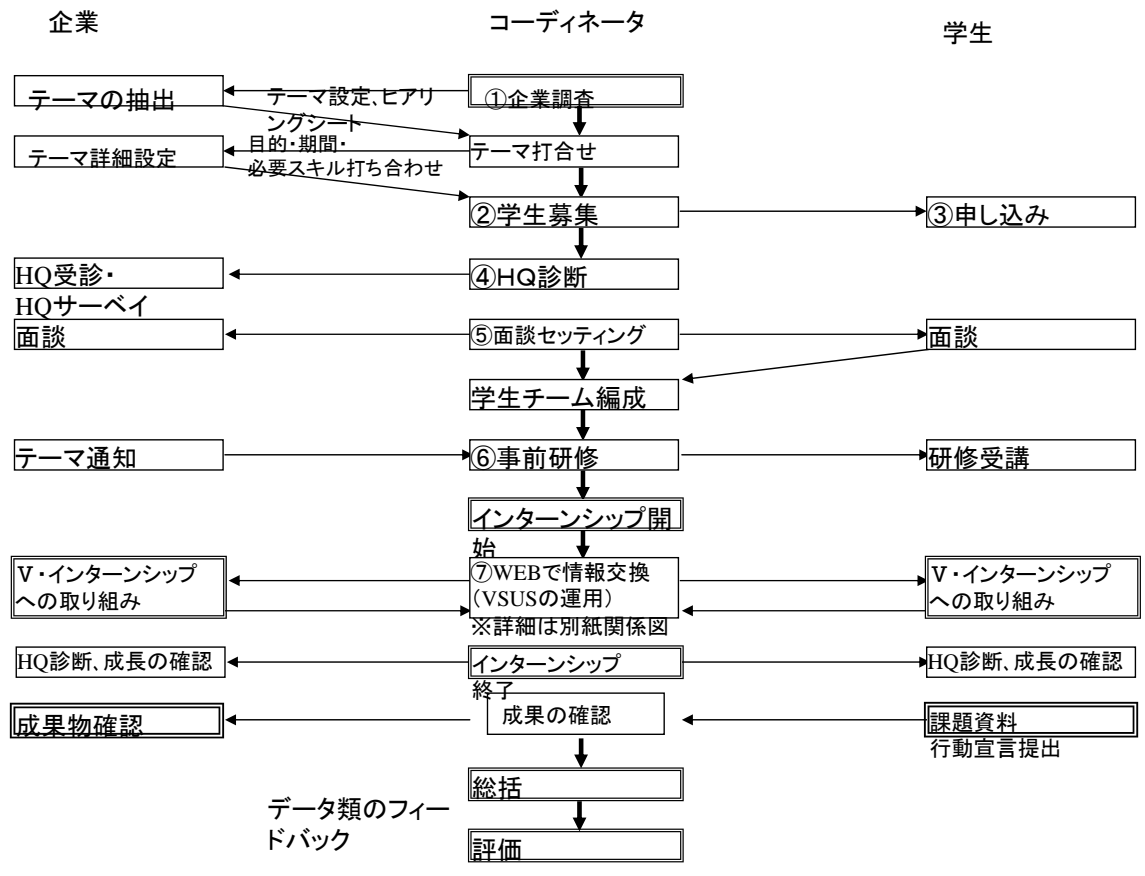 企業
コーディネータ
学生
テーマの抽出
テーマ設定、ヒアリ
ングシート
①企業調査
テーマ詳細設定
目的・期間・
必要スキル打ち合わせ
テーマ打合せ
②学生募集
③申し込み
HQ受診・
HQサーベイ
④HQ診断
面談
⑤面談セッティング
面談
学生チーム編成
テーマ通知
⑥事前研修
研修受講
インターンシップ開
始
V・インターンシップ
への取り組み
⑦WEBで情報交換
（VSUSの運用）
※詳細は別紙関係図
V・インターンシップ
への取り組み
HQ診断、成長の確認
インターンシップ
終了
HQ診断、成長の確認
成果物確認
成果の確認
課題資料
行動宣言提出
総括
データ類のフィー
ドバック
評価